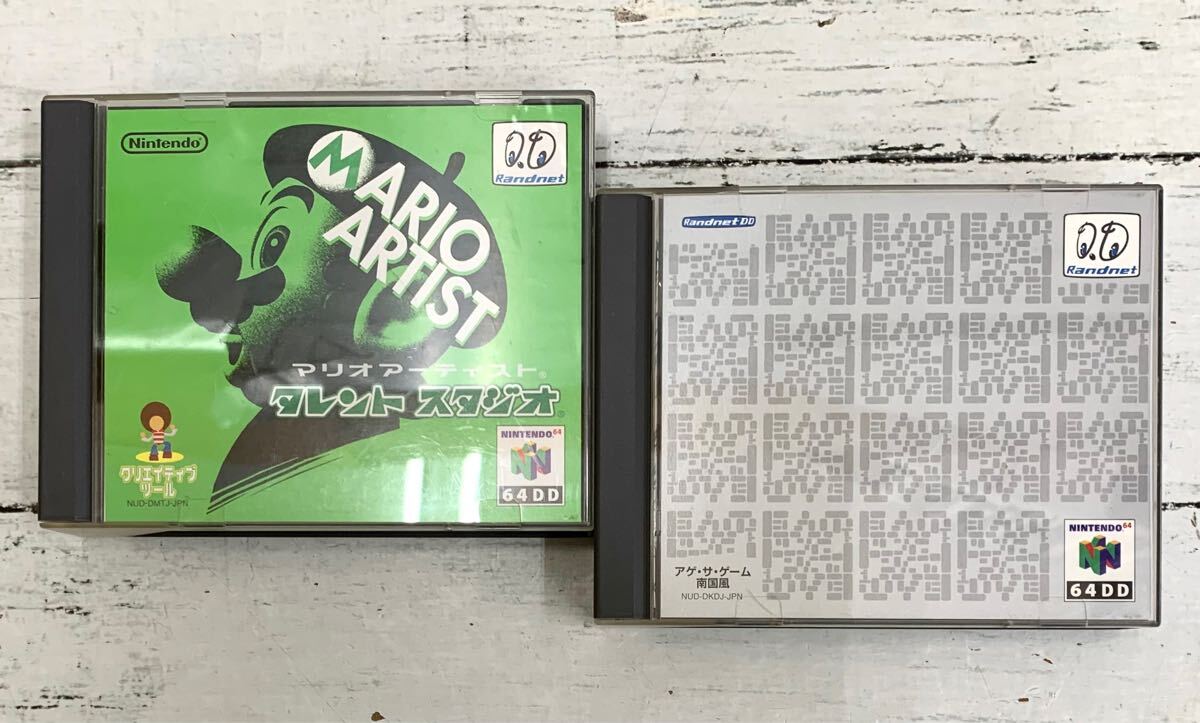 Nintendo
MARIO
ARTIST
Randnet
マリオアーティスト®
タレント スタジオ®
クリエイティブ
ツール
NUD-DMTJ-JPN
NINTENDO64
64DD
RandnetDD
Randnet
アゲ・サ・ゲーム
南国風
NUD-DKDJ-JPN
NINTENDO64
64DD